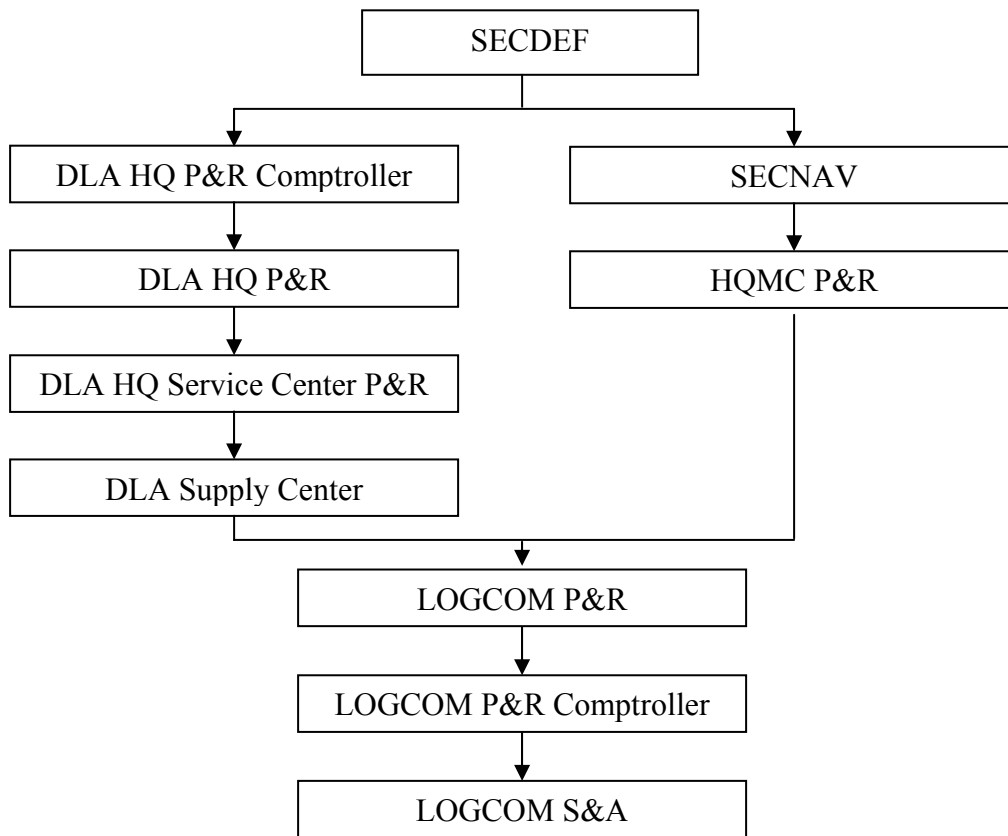 SECDEF
DLA HQ P&R Comptroller
SECNAV
DLA HQ P&R
HQMC P&R
DLA HQ Service Center P&R
DLA Supply Center
LOGCOM P&R
LOGCOM P&R Comptroller
LOGCOM S&A